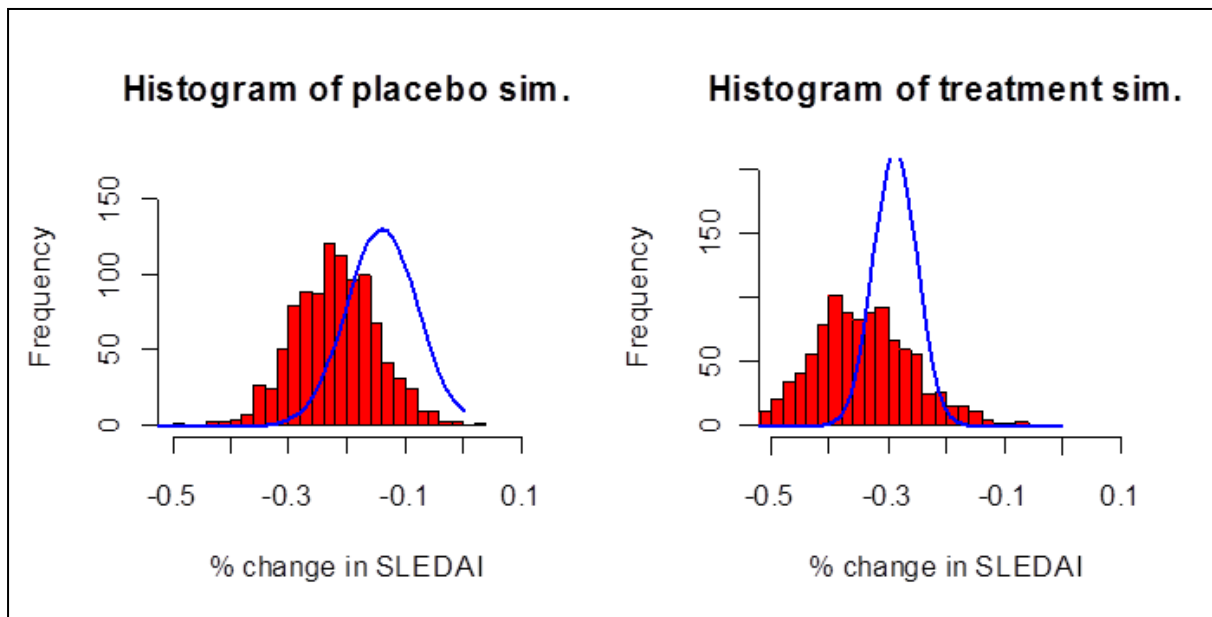 Histogram of placebo sim.
Frequency
0 50 100 150
-0.5 -0.3 -0.1 0.1
% change in SLEDAI
Histogram of treatment sim.
Frequency
0 50 150
-0.5 -0.3 -0.1 0.1
% change in SLEDAI